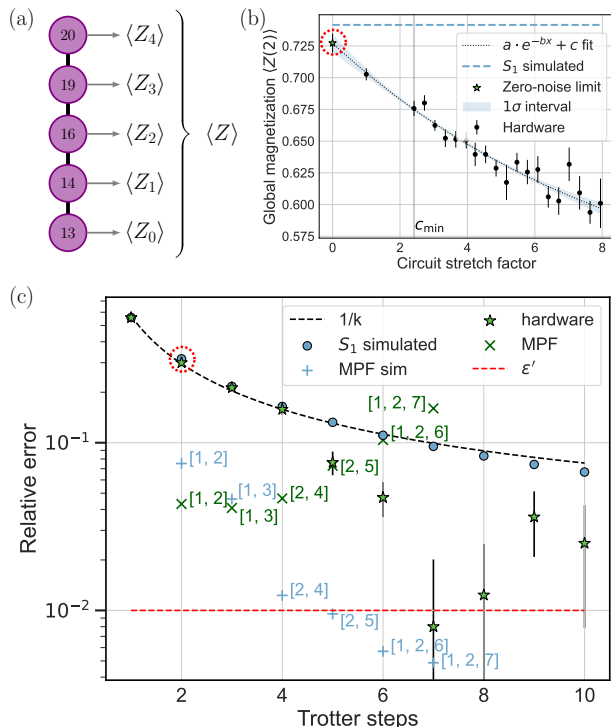 (a)
20
⟨Z₄⟩
19
⟨Z₃⟩
16
⟨Z₂⟩
⟨Z⟩
14
⟨Z₁⟩
13
⟨Z₀⟩
(b)
Global magnetization ⟨Z(2)⟩
0.725
0.700
0.675
0.650
0.625
0.600
0.575
a · e^{-bx} + c fit
S₁ simulated
Zero-noise limit
1σ interval
Hardware
c_min
0 2 4 6 8
Circuit stretch factor
(c)
Relative error
10⁻¹
10⁻²
1/k
S₁ simulated
MPF sim
hardware
MPF
ε′
[1, 2, 7]
[1, 2, 6]
[1, 2]
[2, 5]
[1, 3]
[1, 2]
[2, 4]
[1, 3]
[2, 4]
[2, 5]
[1, 2, 6]
[1, 2, 7]
2 4 6 8 10
Trotter steps